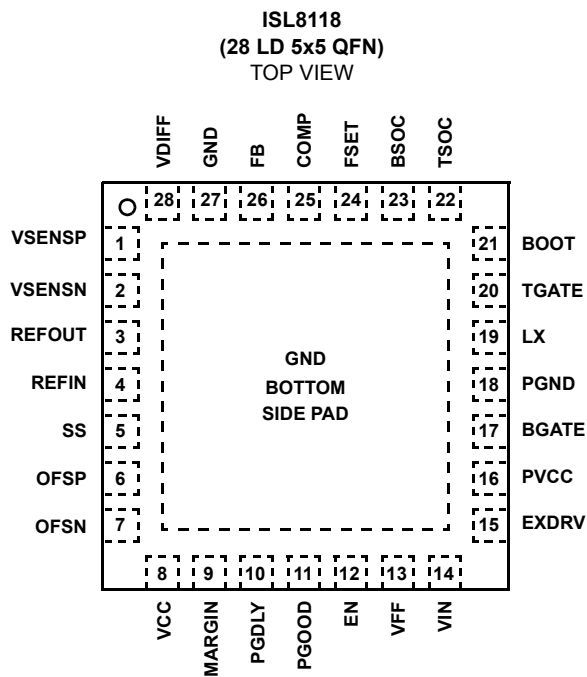 ISL8118
(28 LD 5x5 QFN)
TOP VIEW
VDIFF
GND
FB
COMP
FSET
BSOC
TSOC
28 27 26 25 24 23 22
VSENSP 1
VSENSN 2
REFOUT 3
REFIN 4
SS 5
OFSP 6
OFSN 7
GND
BOTTOM
SIDE PAD
21 BOOT
20 TGATE
19 LX
18 PGND
17 BGATE
16 PVCC
15 EXDRV
8 9 10 11 12 13 14
VCC
MARGIN
PGDLY
PGOOD
EN
VFF
VIN